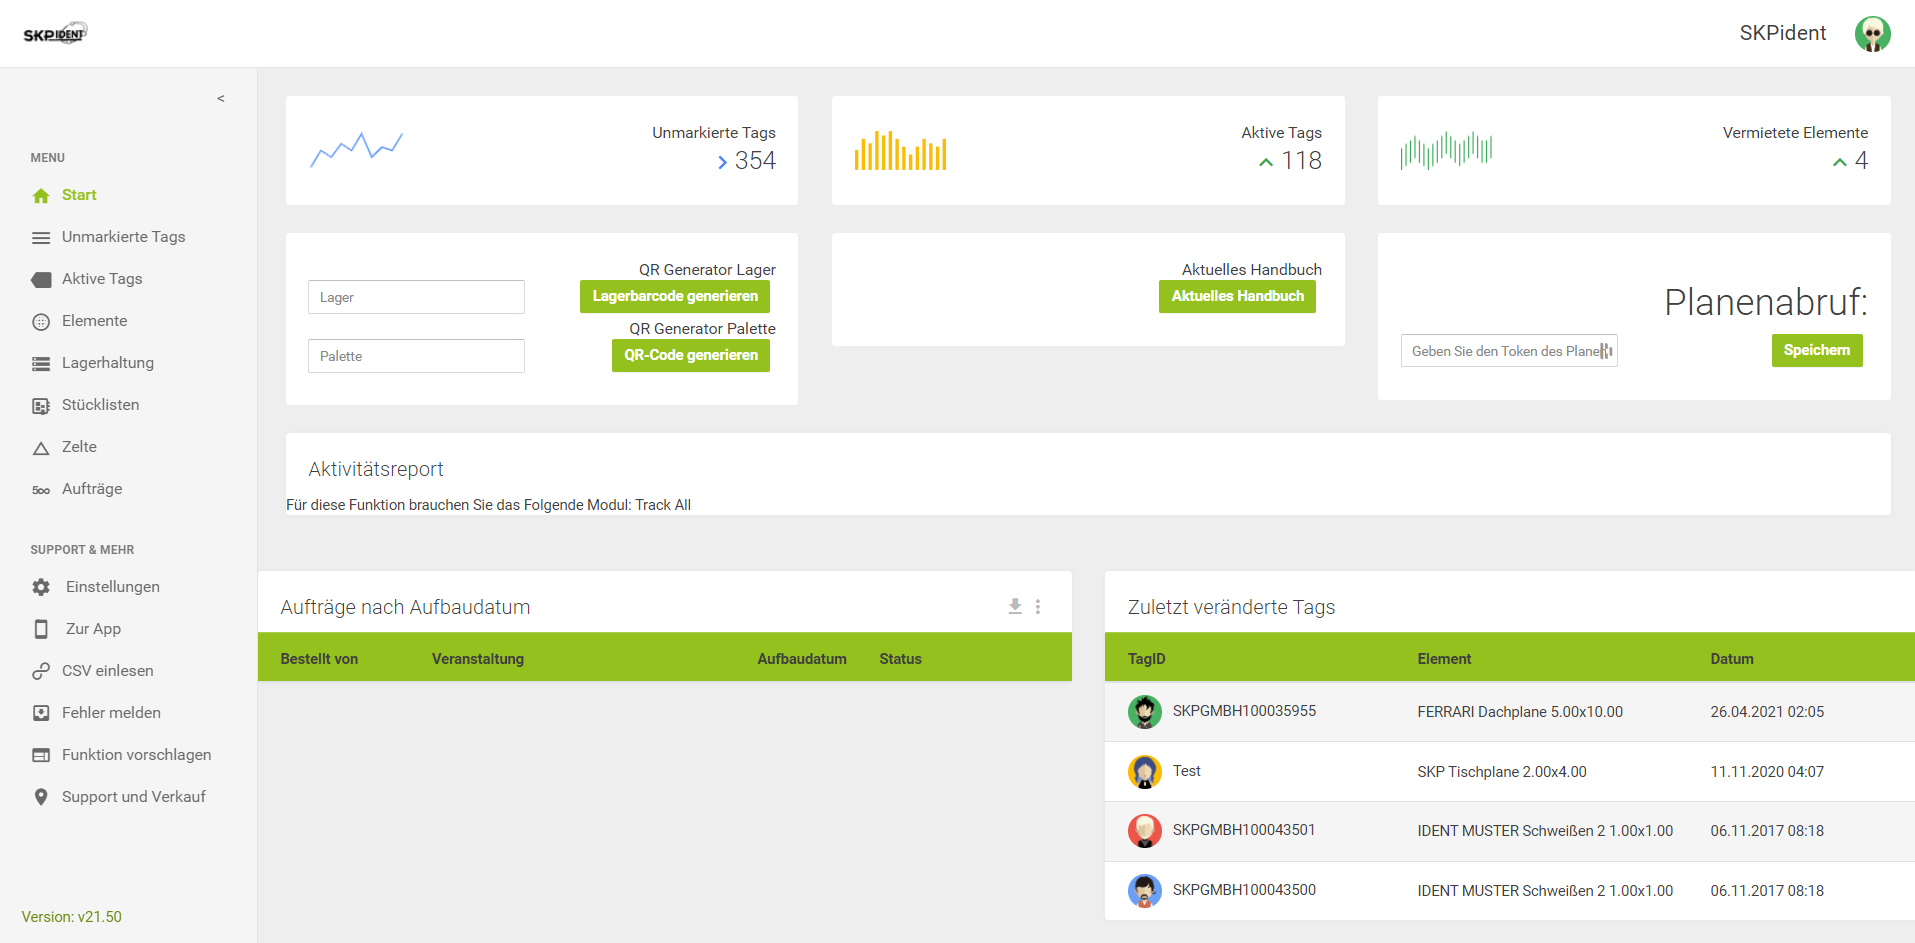 SKPIDENT
SKPident
<
MENU
Start
Unmarkierte Tags
Aktive Tags
Elemente
Lagerhaltung
Stücklisten
Zelte
Aufträge
SUPPORT & MEHR
Einstellungen
Zur App
CSV einlesen
Fehler melden
Funktion vorschlagen
Support und Verkauf
Version: v21.50
Unmarkierte Tags
354
Aktive Tags
118
Vermietete Elemente
4
QR Generator Lager
Lager
Lagerbarcode generieren
QR Generator Palette
Palette
QR-Code generieren
Aktuelles Handbuch
Aktuelles Handbuch
Planenabruf:
Geben Sie den Token des Plane
Speichern
Aktivitätsreport
Für diese Funktion brauchen Sie das Folgende Modul: Track All
Aufträge nach Aufbaudatum
Bestellt von Veranstaltung Aufbaudatum Status
Zuletzt veränderte Tags
TagID Element Datum
SKPGMBH100035955 FERRARI Dachplane 5.00x10.00 26.04.2021 02:05
Test SKP Tischplane 2.00x4.00 11.11.2020 04:07
SKPGMBH100043501 IDENT MUSTER Schweißen 2 1.00x1.00 06.11.2017 08:18
SKPGMBH100043500 IDENT MUSTER Schweißen 2 1.00x1.00 06.11.2017 08:18